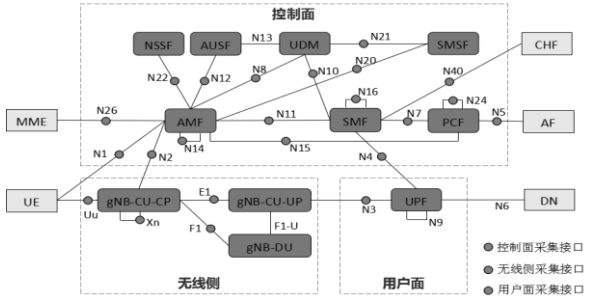 控制面
N13
N21
NSSF
AUSF
UDM
SMSF
CHF
N20
N22
N12
N8
N10
N40
N16
N24
N26
N11
N7
N5
MME
AMF
SMF
PCF
AF
N14
N15
N1
N2
N4
E1
UE
gNB-CU-CP
gNB-CU-UP
UPF
DN
Uu
N3
N6
Xn
F1
F1-U
N9
gNB-DU
控制面采集接口
无线侧采集接口
用户面采集接口
无线侧
用户面